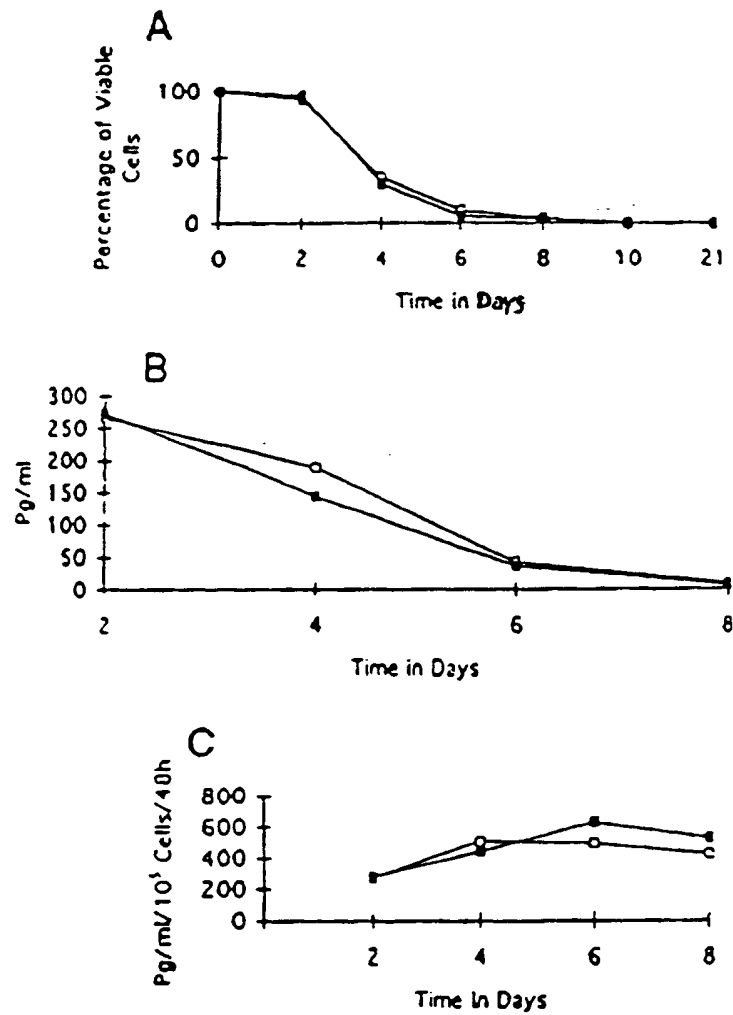 A
Percentage of Viable
Cells
100
50
0
0 2 4 6 8 10 21
Time in Days
B
Pg/ml
300
250
200
150
100
50
0
2 4 6 8
Time in Days
C
Pg/ml/10⁵ Cells/40h
800
600
400
200
0
2 4 6 8
Time In Days